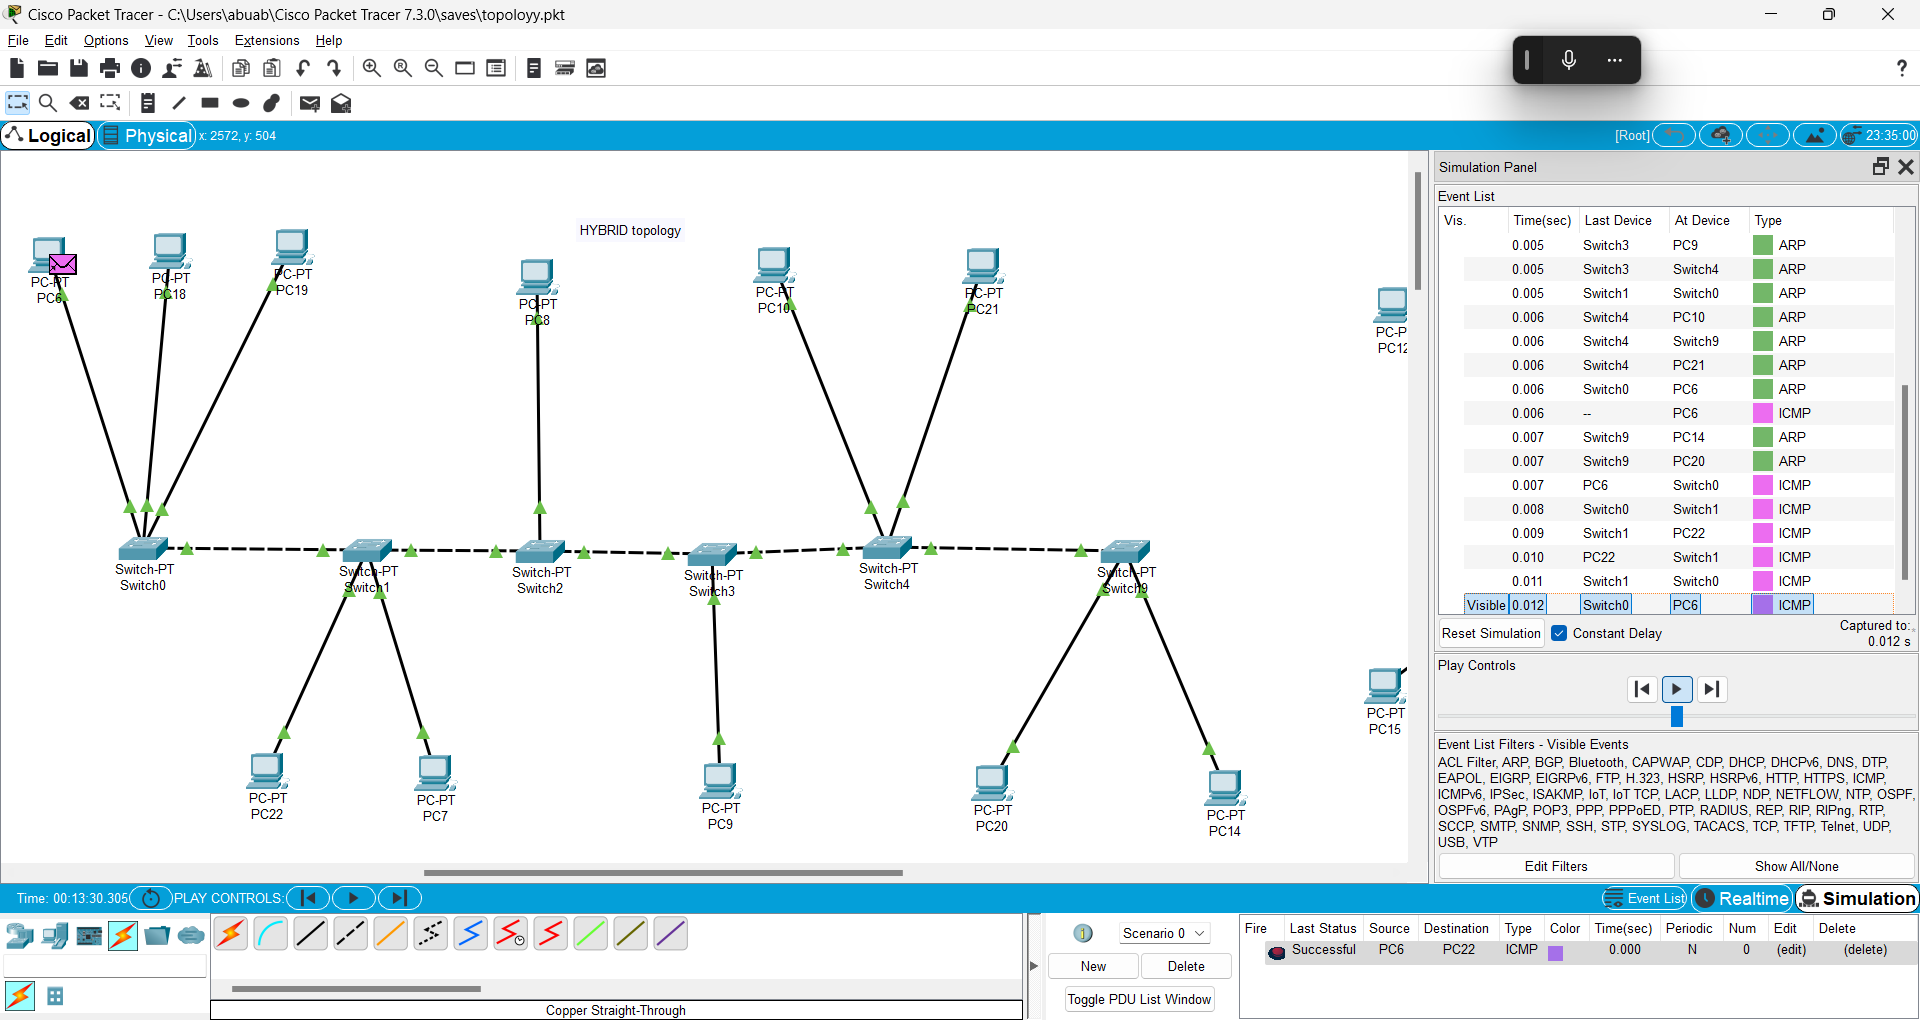 Cisco Packet Tracer - C:\Users\abuab\Cisco Packet Tracer 7.3.0\saves\topoloyy.pkt
File Edit Options View Tools Extensions Help
?
Logical Physical x: 2572, y: 504 [Root] 23:35:00
HYBRID topology
PC-PT
PC6
PC-PT
PC18
PC-PT
PC19
PC-PT
PC8
PC-PT
PC10
PC-PT
PC21
PC-P
PC12
Switch-PT
Switch0
Switch-PT
Switch1
Switch-PT
Switch2
Switch-PT
Switch3
Switch-PT
Switch4
Switch-PT
Switch9
PC-PT
PC15
PC-PT
PC22
PC-PT
PC7
PC-PT
PC9
PC-PT
PC20
PC-PT
PC14
Simulation Panel
Event List
Vis. Time(sec) Last Device At Device Type
0.005 Switch3 PC9 ARP
0.005 Switch3 Switch4 ARP
0.005 Switch1 Switch0 ARP
0.006 Switch4 PC10 ARP
0.006 Switch4 Switch9 ARP
0.006 Switch4 PC21 ARP
0.006 Switch0 PC6 ARP
0.006 -- PC6 ICMP
0.007 Switch9 PC14 ARP
0.007 Switch9 PC20 ARP
0.007 PC6 Switch0 ICMP
0.008 Switch0 Switch1 ICMP
0.009 Switch1 PC22 ICMP
0.010 PC22 Switch1 ICMP
0.011 Switch1 Switch0 ICMP
Visible 0.012 Switch0 PC6 ICMP
Reset Simulation Constant Delay Captured to:
0.012 s
Play Controls
Event List Filters - Visible Events
ACL Filter, ARP, BGP, Bluetooth, CAPWAP, CDP, DHCP, DHCPv6, DNS, DTP,
EAPOL, EIGRP, EIGRPv6, FTP, H.323, HSRP, HSRPv6, HTTP, HTTPS, ICMP,
ICMPv6, IPSec, ISAKMP, IoT, IoT TCP, LACP, LLDP, NDP, NETFLOW, NTP, OSPF,
OSPFv6, PAgP, POP3, PPP, PPPoED, PTP, RADIUS, REP, RIP, RIPng, RTP,
SCCP, SMTP, SNMP, SSH, STP, SYSLOG, TACACS, TCP, TFTP, Telnet, UDP,
USB, VTP
Edit Filters Show All/None
Time: 00:13:30.305 PLAY CONTROLS: Event List Realtime Simulation
Copper Straight-Through
Scenario 0
New Delete
Toggle PDU List Window
Fire Last Status Source Destination Type Color Time(sec) Periodic Num Edit Delete
Successful PC6 PC22 ICMP 0.000 N 0 (edit) (delete)